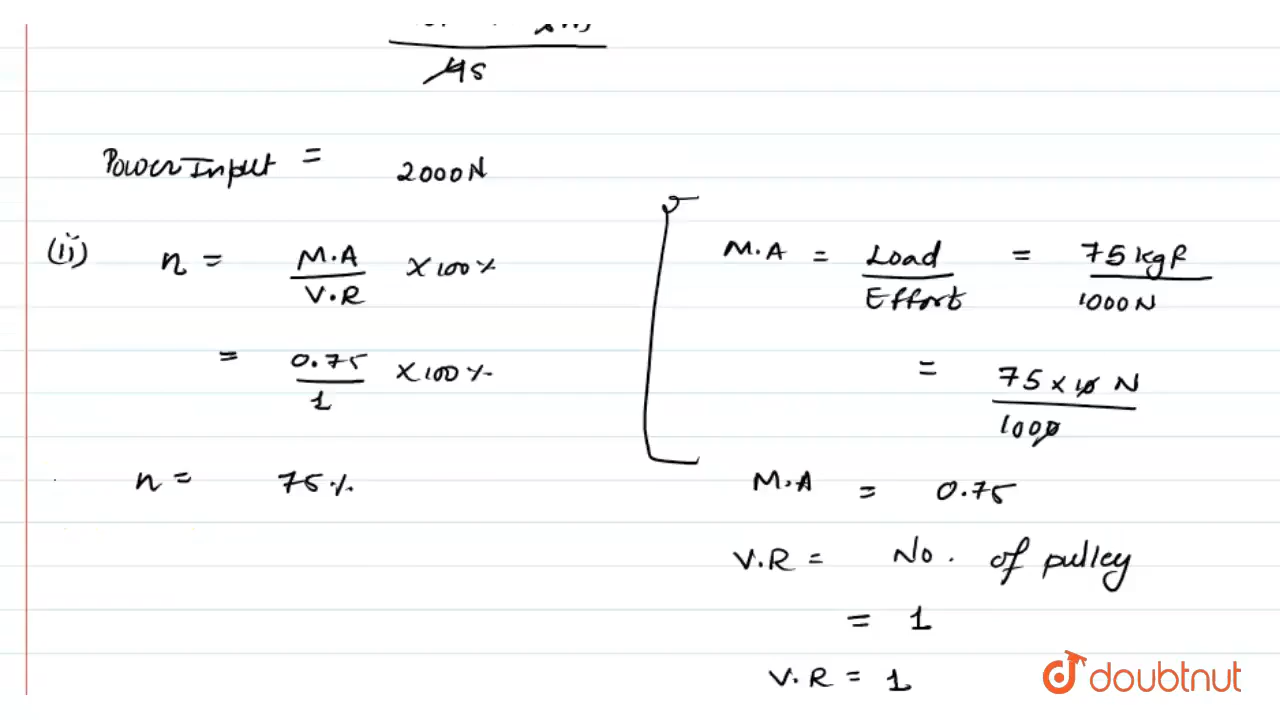 4s
Power Input = 2000N
(ii) n = M.A / V.R × 100%
= 0.75 / 1 × 100%
n = 75%
M.A = Load / Effort = 75 kgf / 1000N
= 75 × 10 N / 1000
M.A = 0.75
V.R = No. of pulley
= 1
V.R = 1
doubtnut